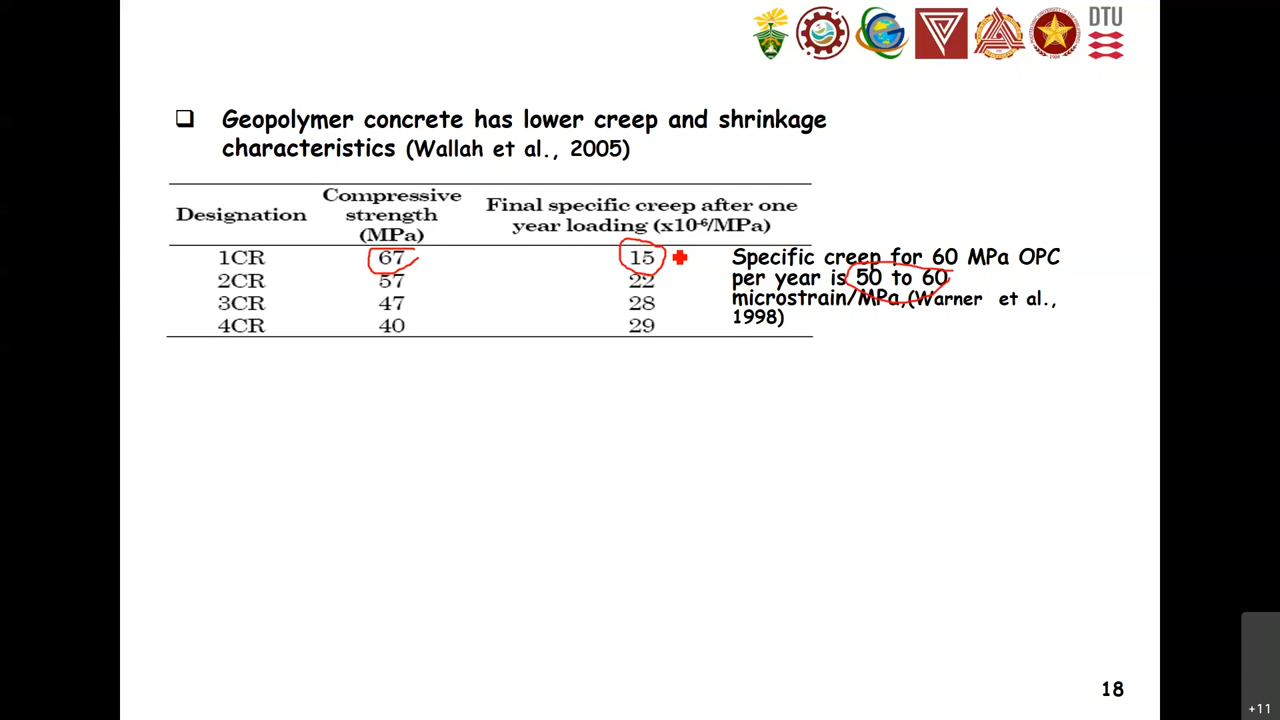 DTU
❑ Geopolymer concrete has lower creep and shrinkage
characteristics (Wallah et al., 2005)
Designation Compressive strength (MPa) Final specific creep after one year loading (x10-6/MPa)
1CR 67 15
2CR 57 22
3CR 47 28
4CR 40 29
Specific creep for 60 MPa OPC
per year is 50 to 60
microstrain/MPa,(Warner et al.,
1998)
18
+11